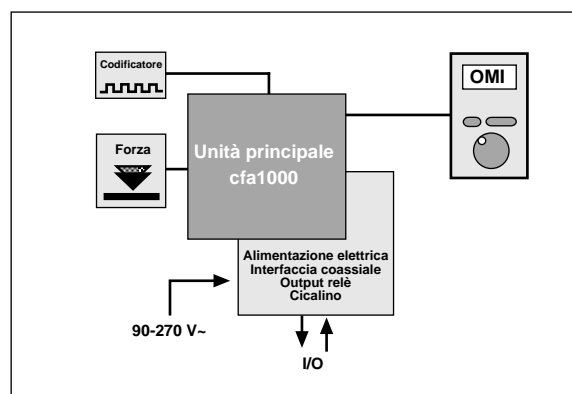 Codificatore
OMI
Forza
Unità principale
cfa1000
Alimentazione elettrica
Interfaccia coassiale
Output relè
Cicalino
90-270 V~
I/O